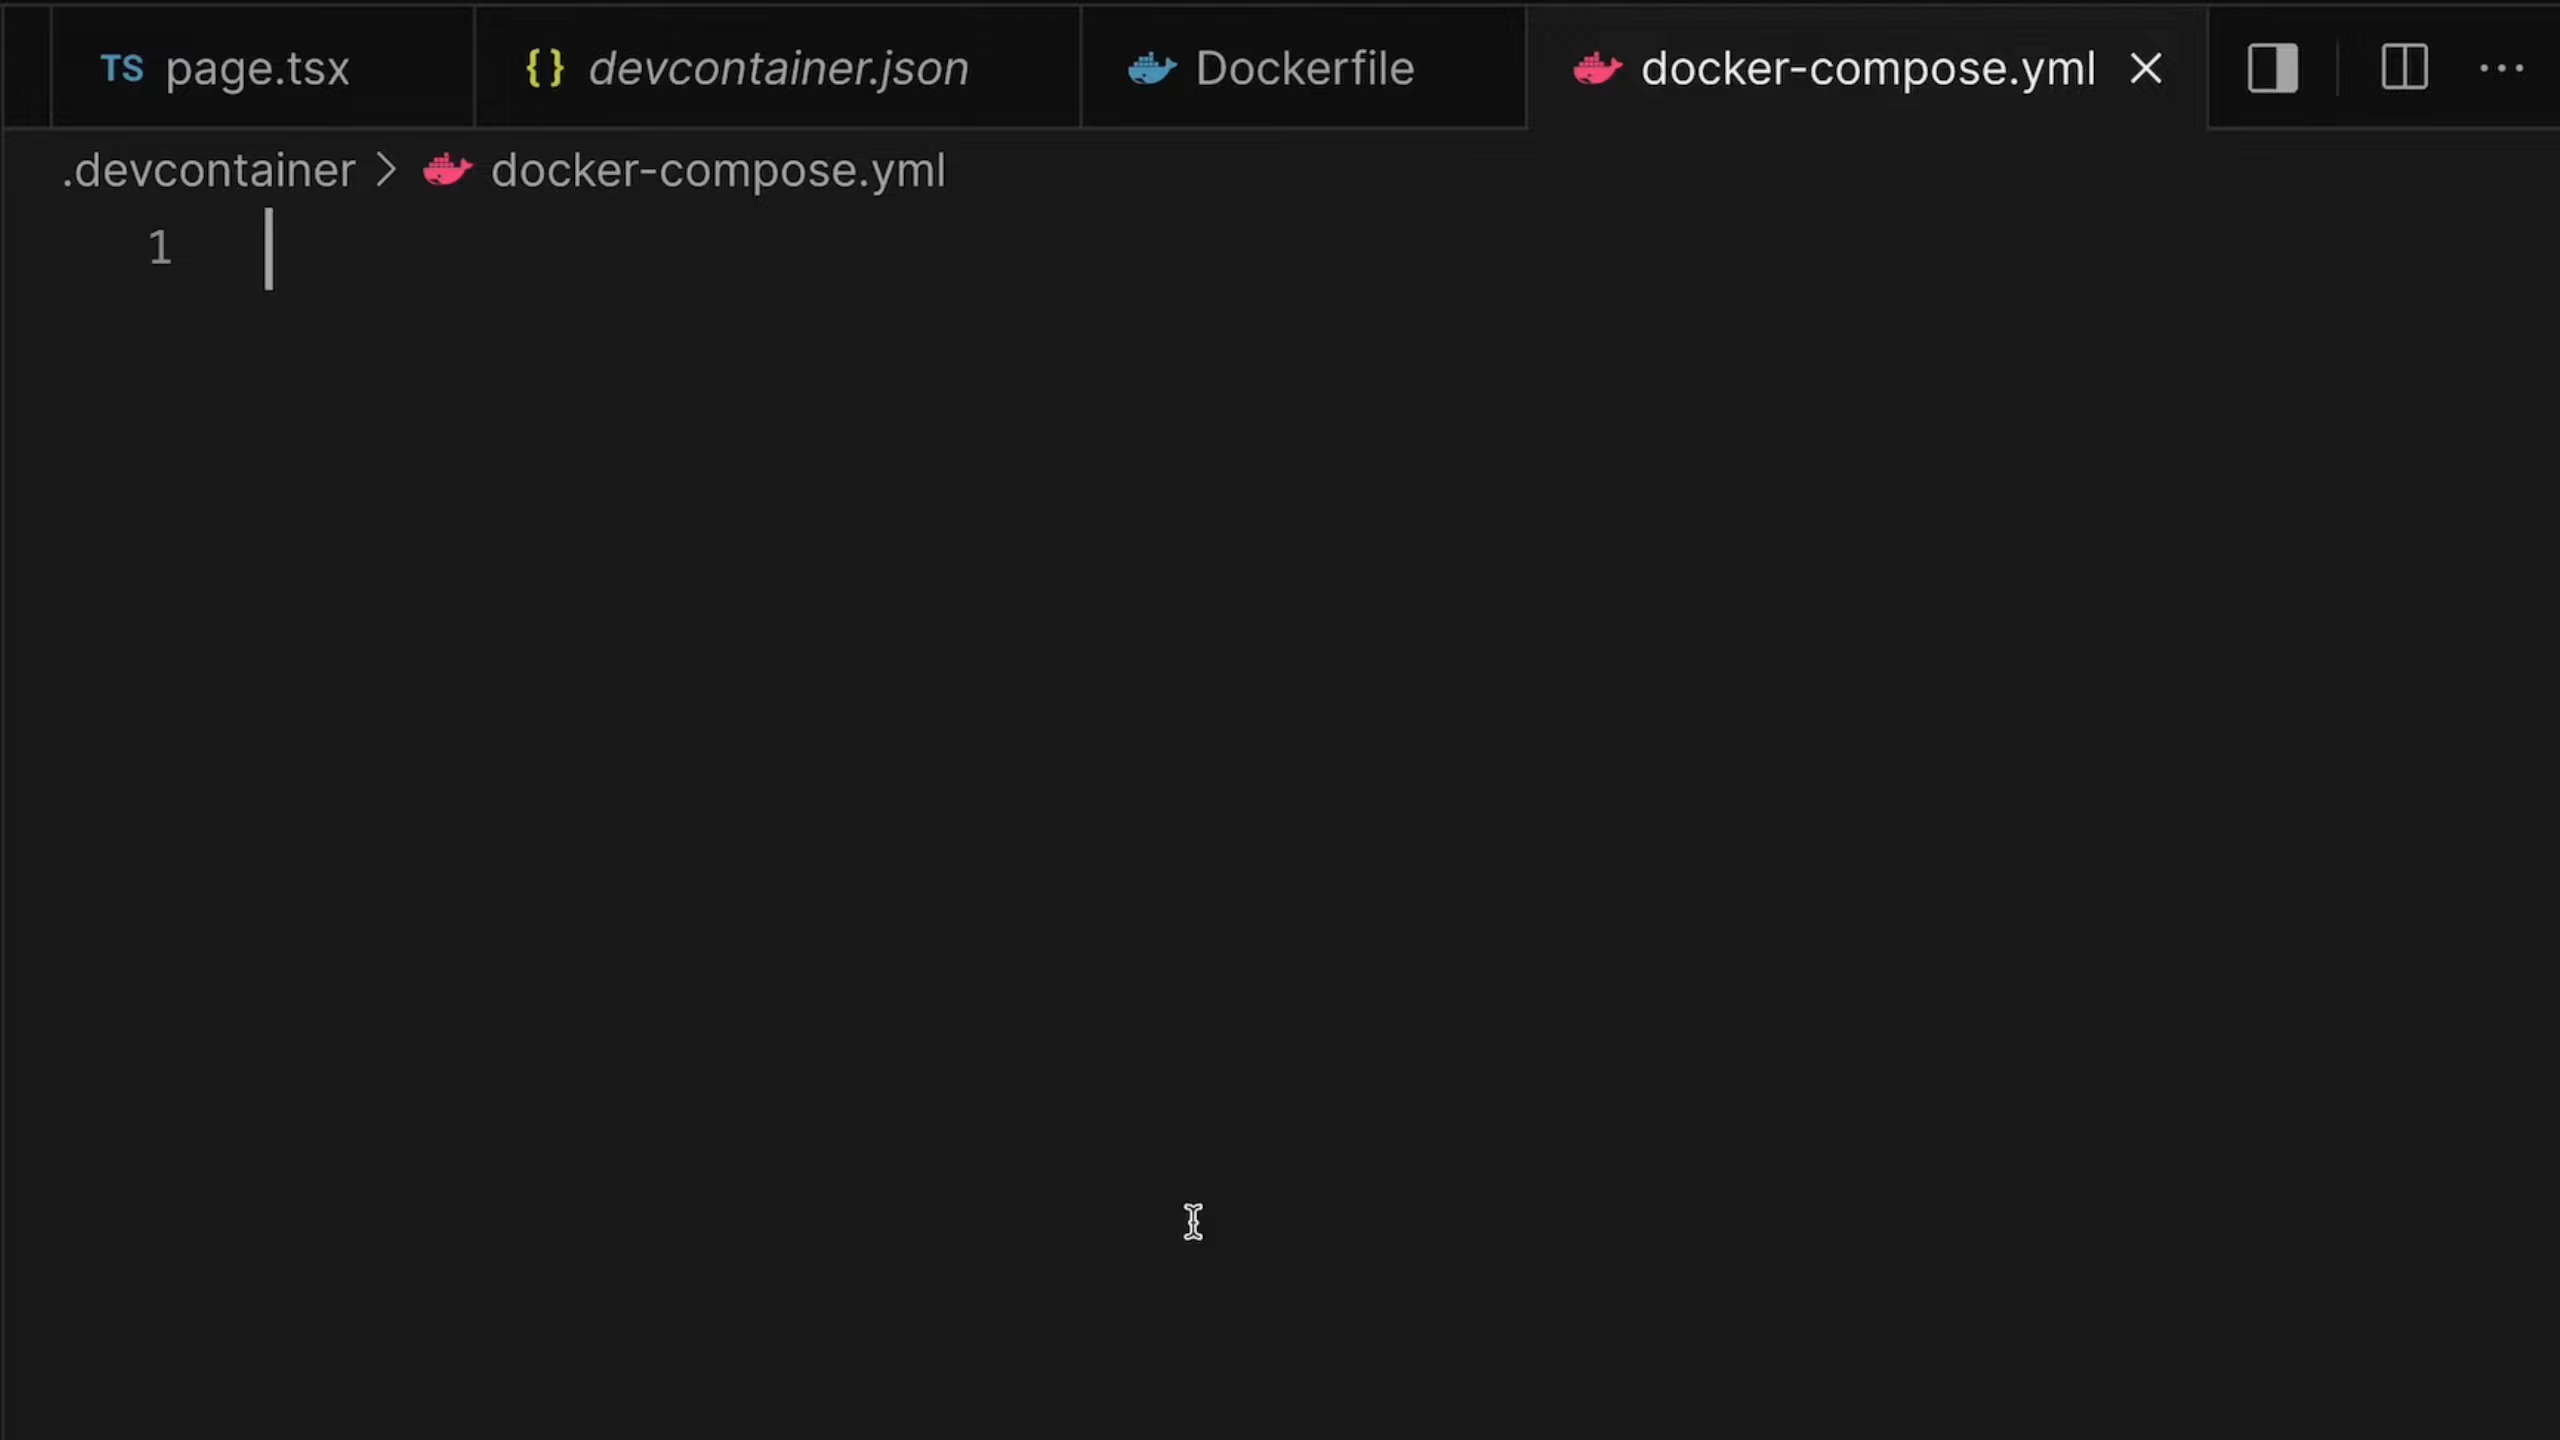 TS page.tsx {} devcontainer.json Dockerfile docker-compose.yml
.devcontainer > docker-compose.yml
1